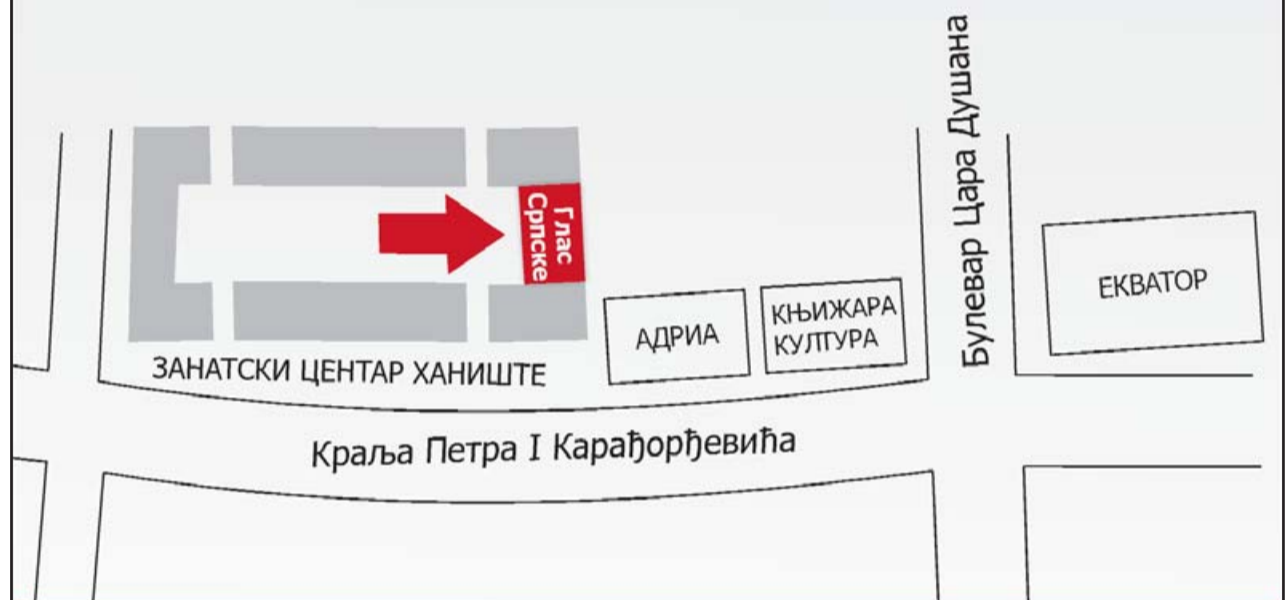 Булевар Цара Душана
Глас
Српске
ЕКВАТОР
АДРИА
КЊИЖАРА
КУЛТУРА
ЗАНАТСКИ ЦЕНТАР ХАНИШТЕ
Краља Петра I Карађорђевића